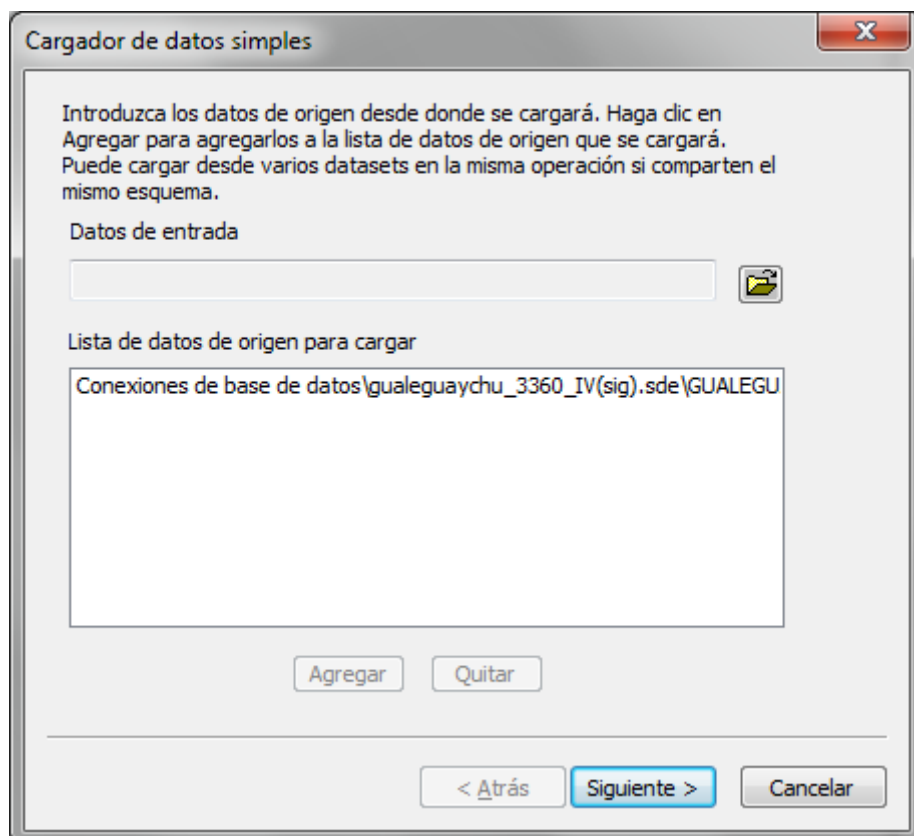 Cargador de datos simples
Introduzca los datos de origen desde donde se cargará. Haga clic en
Agregar para agregarlos a la lista de datos de origen que se cargará.
Puede cargar desde varios datasets en la misma operación si comparten el
mismo esquema.
Datos de entrada
Lista de datos de origen para cargar
Conexiones de base de datos\gualeguaychu_3360_IV(sig).sde\GUALEGU
Agregar
Quitar
< Atrás
Siguiente >
Cancelar